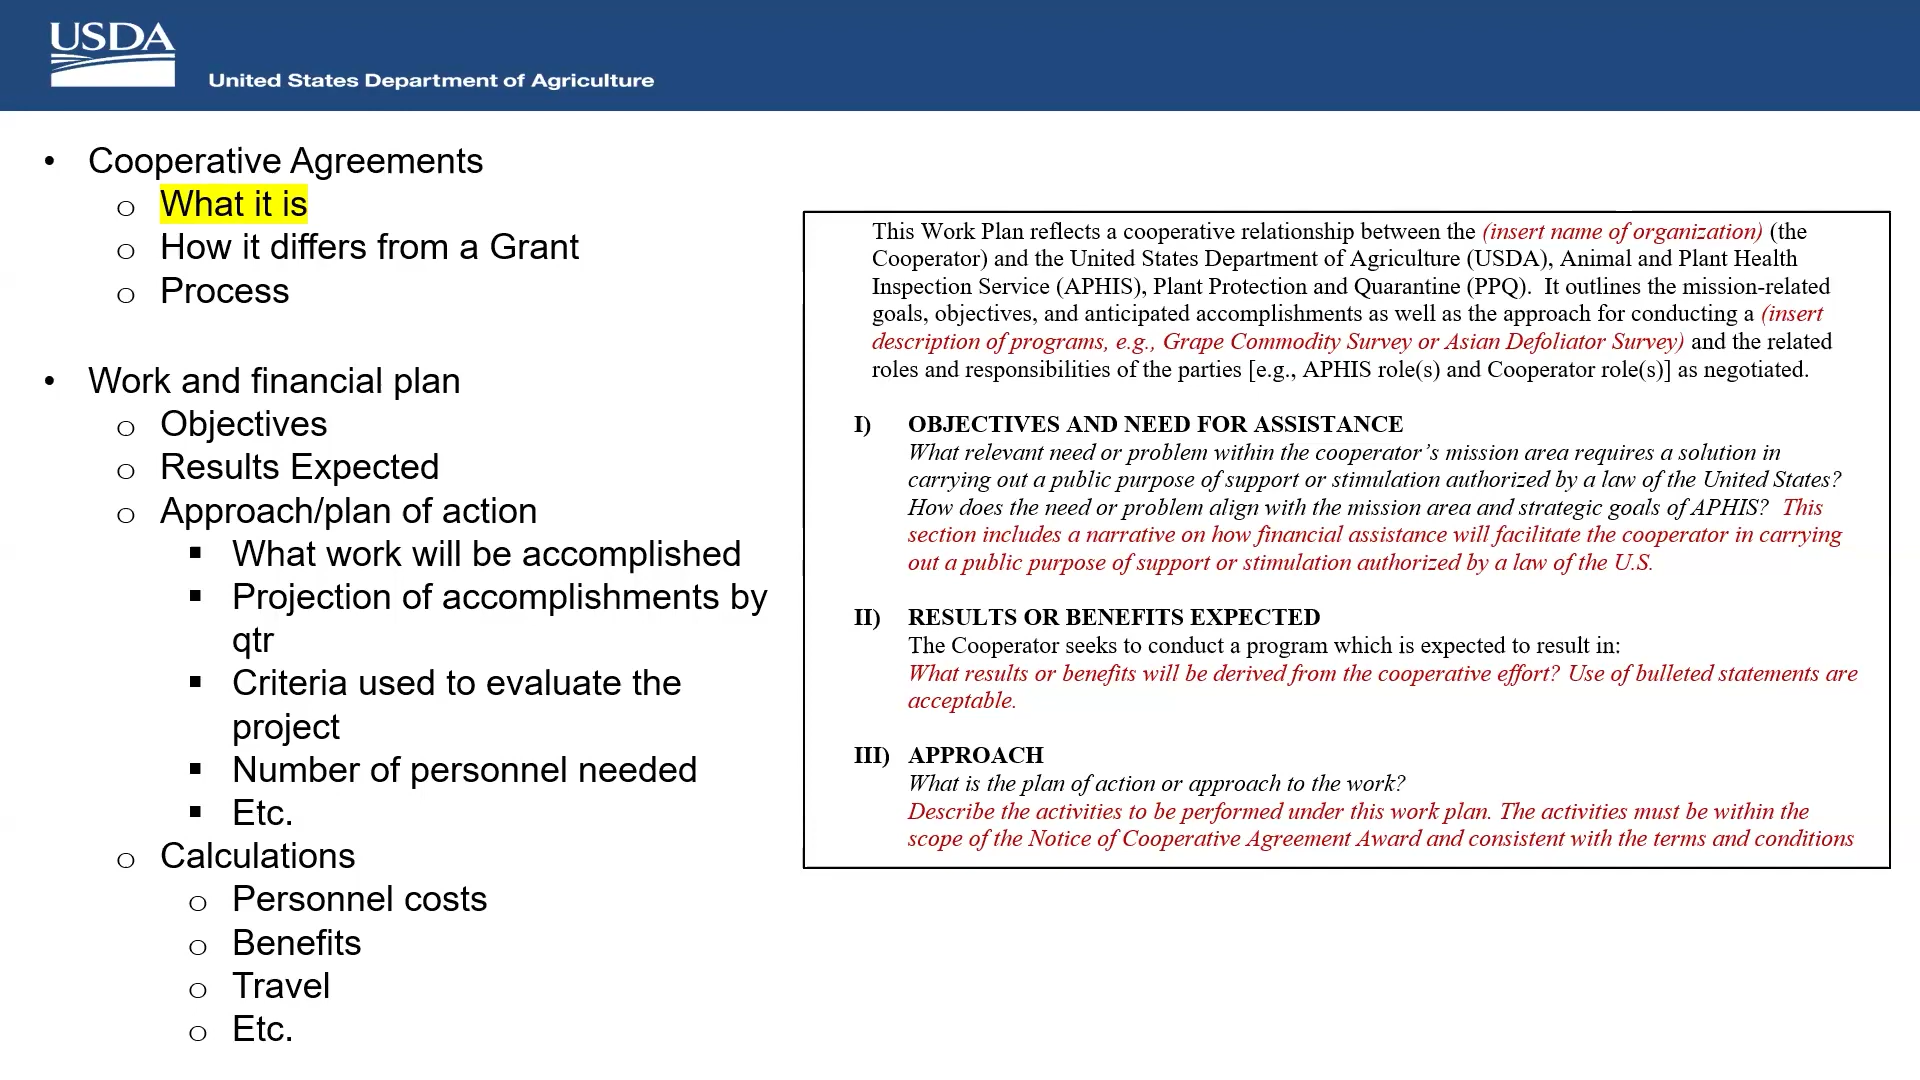 USDA
United States Department of Agriculture
• Cooperative Agreements
o What it is
o How it differs from a Grant
o Process
• Work and financial plan
o Objectives
o Results Expected
o Approach/plan of action
▪ What work will be accomplished
▪ Projection of accomplishments by
qtr
▪ Criteria used to evaluate the
project
▪ Number of personnel needed
▪ Etc.
o Calculations
o Personnel costs
o Benefits
o Travel
o Etc.
This Work Plan reflects a cooperative relationship between the (insert name of organization) (the
Cooperator) and the United States Department of Agriculture (USDA), Animal and Plant Health
Inspection Service (APHIS), Plant Protection and Quarantine (PPQ).  It outlines the mission-related
goals, objectives, and anticipated accomplishments as well as the approach for conducting a (insert
description of programs, e.g., Grape Commodity Survey or Asian Defoliator Survey) and the related
roles and responsibilities of the parties [e.g., APHIS role(s) and Cooperator role(s)] as negotiated.
I) OBJECTIVES AND NEED FOR ASSISTANCE
What relevant need or problem within the cooperator's mission area requires a solution in
carrying out a public purpose of support or stimulation authorized by a law of the United States?
How does the need or problem align with the mission area and strategic goals of APHIS?  This
section includes a narrative on how financial assistance will facilitate the cooperator in carrying
out a public purpose of support or stimulation authorized by a law of the U.S.
II) RESULTS OR BENEFITS EXPECTED
The Cooperator seeks to conduct a program which is expected to result in:
What results or benefits will be derived from the cooperative effort? Use of bulleted statements are
acceptable.
III) APPROACH
What is the plan of action or approach to the work?
Describe the activities to be performed under this work plan. The activities must be within the
scope of the Notice of Cooperative Agreement Award and consistent with the terms and conditions